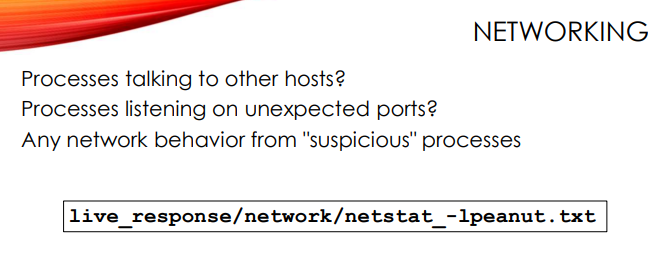 NETWORKING
Processes talking to other hosts?
Processes listening on unexpected ports?
Any network behavior from "suspicious" processes
live_response/network/netstat_-lpeanut.txt